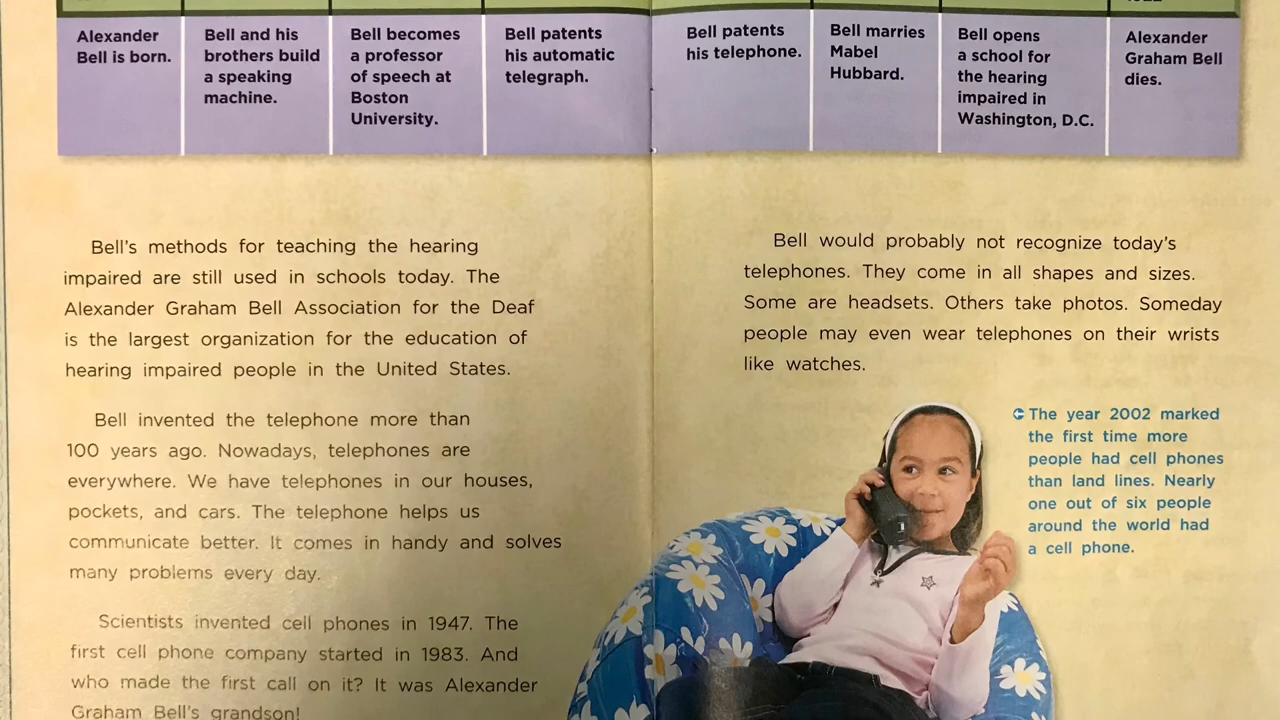 Alexander
Bell is born.
Bell and his
brothers build
a speaking
machine.
Bell becomes
a professor
of speech at
Boston
University.
Bell patents
his automatic
telegraph.
Bell patents
his telephone.
Bell marries
Mabel
Hubbard.
Bell opens
a school for
the hearing
impaired in
Washington, D.C.
Alexander
Graham Bell
dies.
Bell’s methods for teaching the hearing
impaired are still used in schools today. The
Alexander Graham Bell Association for the Deaf
is the largest organization for the education of
hearing impaired people in the United States.
Bell invented the telephone more than
100 years ago. Nowadays, telephones are
everywhere. We have telephones in our houses,
pockets, and cars. The telephone helps us
communicate better. It comes in handy and solves
many problems every day.
Scientists invented cell phones in 1947. The
first cell phone company started in 1983. And
who made the first call on it? It was Alexander
Graham Bell’s grandson!
Bell would probably not recognize today’s
telephones. They come in all shapes and sizes.
Some are headsets. Others take photos. Someday
people may even wear telephones on their wrists
like watches.
The year 2002 marked
the first time more
people had cell phones
than land lines. Nearly
one out of six people
around the world had
a cell phone.